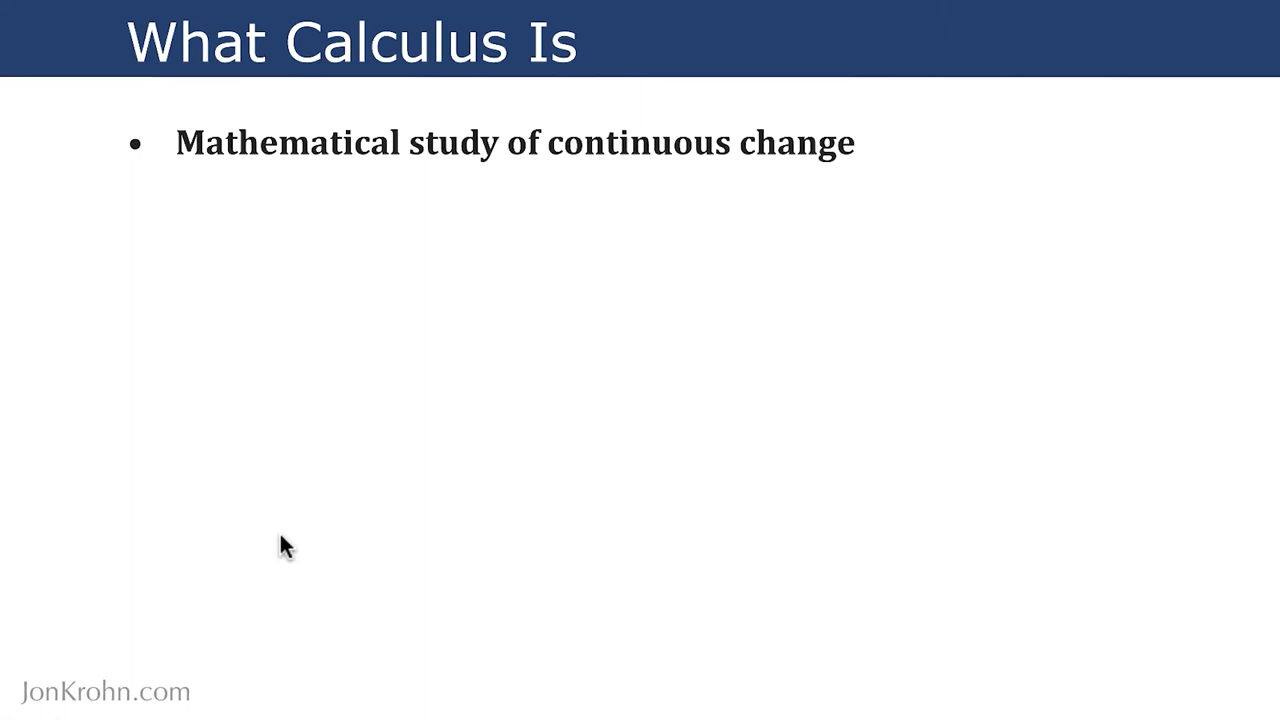 What Calculus Is
• Mathematical study of continuous change
JonKrohn.com